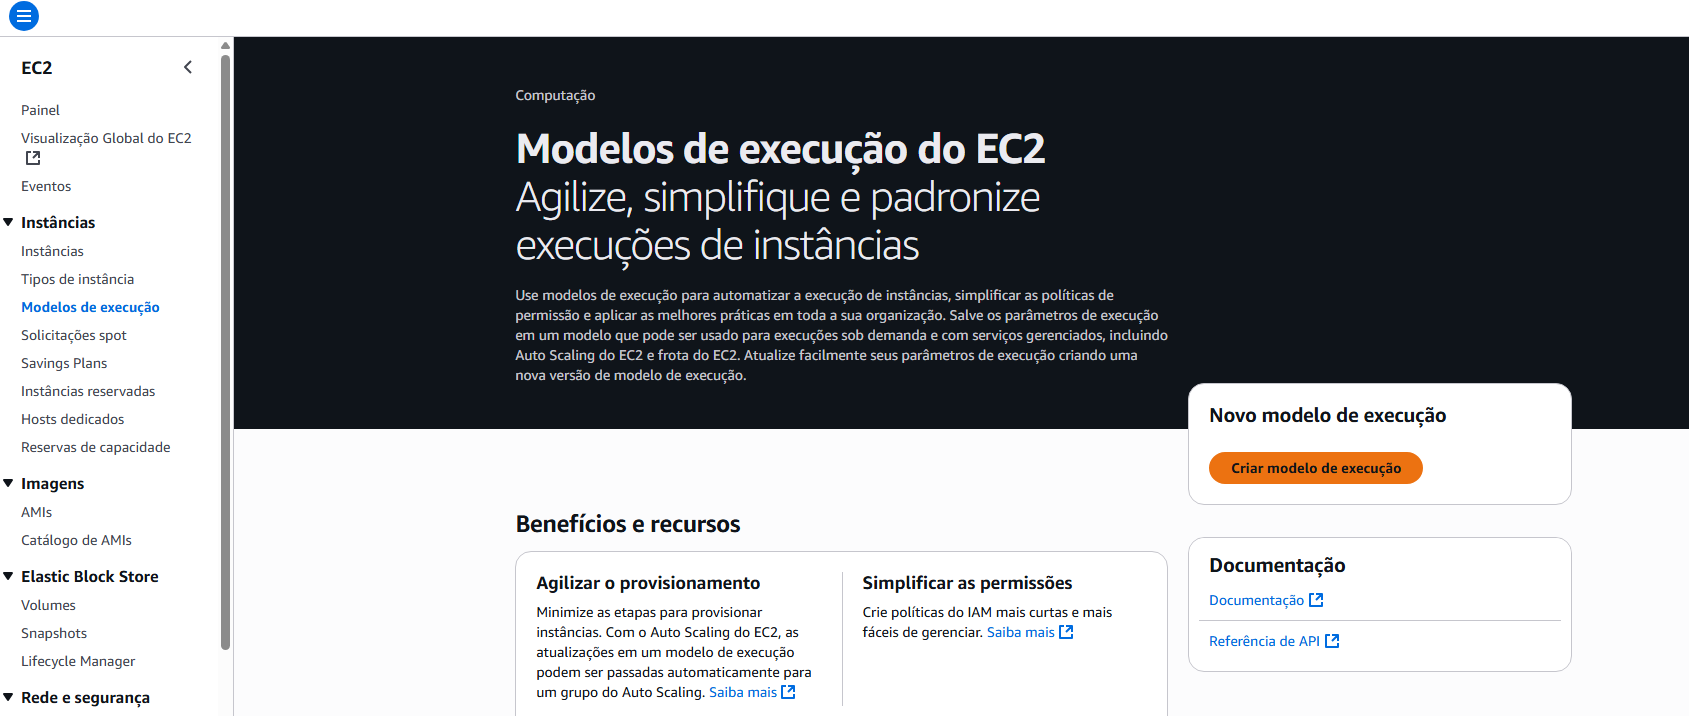 EC2
Painel
Visualização Global do EC2
Eventos
Instâncias
Instâncias
Tipos de instância
Modelos de execução
Solicitações spot
Savings Plans
Instâncias reservadas
Hosts dedicados
Reservas de capacidade
Imagens
AMIs
Catálogo de AMIs
Elastic Block Store
Volumes
Snapshots
Lifecycle Manager
Rede e segurança
Computação
Modelos de execução do EC2
Agilize, simplifique e padronize
execuções de instâncias
Use modelos de execução para automatizar a execução de instâncias, simplificar as políticas de
permissão e aplicar as melhores práticas em toda a sua organização. Salve os parâmetros de execução
em um modelo que pode ser usado para execuções sob demanda e com serviços gerenciados, incluindo
Auto Scaling do EC2 e frota do EC2. Atualize facilmente seus parâmetros de execução criando uma
nova versão de modelo de execução.
Novo modelo de execução
Criar modelo de execução
Benefícios e recursos
Agilizar o provisionamento
Minimize as etapas para provisionar
instâncias. Com o Auto Scaling do EC2, as
atualizações em um modelo de execução
podem ser passadas automaticamente para
um grupo do Auto Scaling. Saiba mais
Simplificar as permissões
Crie políticas do IAM mais curtas e mais
fáceis de gerenciar. Saiba mais
Documentação
Documentação
Referência de API